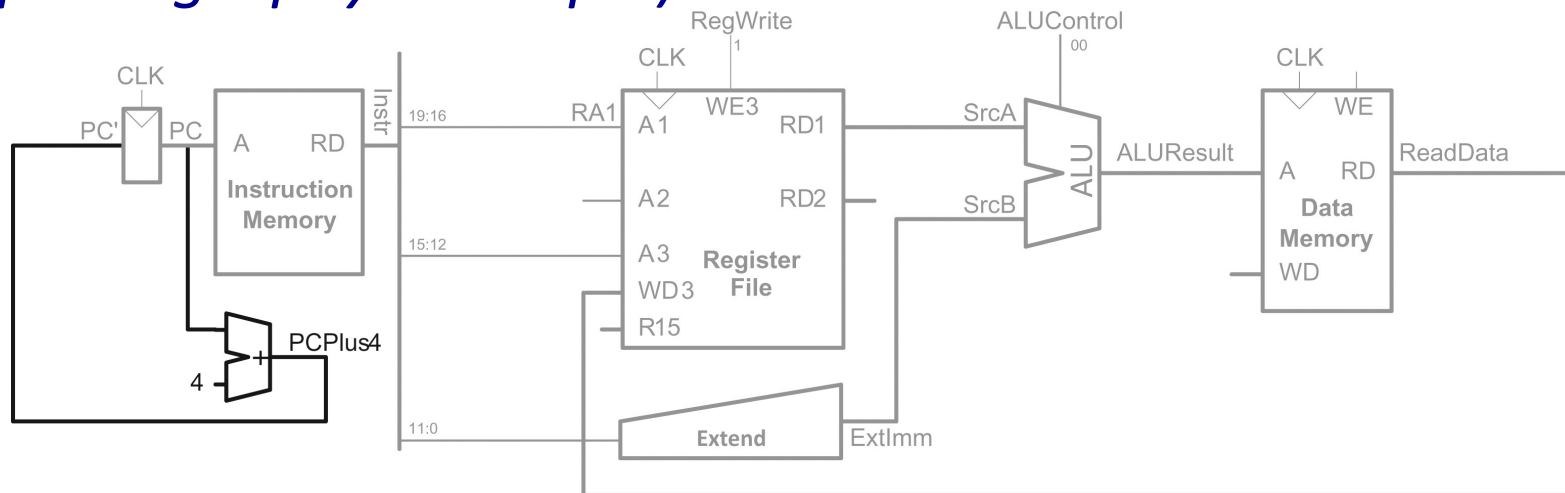 RegWrite
1
ALUControl
00
CLK
CLK
CLK
PC'
PC
A
RD
Instruction
Memory
Instr
19:16
RA1
A1
WE3
RD1
A2
RD2
15:12
A3
WD3
R15
Register
File
SrcA
SrcB
ALU
ALUResult
WE
A
RD
Data
Memory
WD
ReadData
PCPlus4
+
4
11:0
Extend
ExtImm